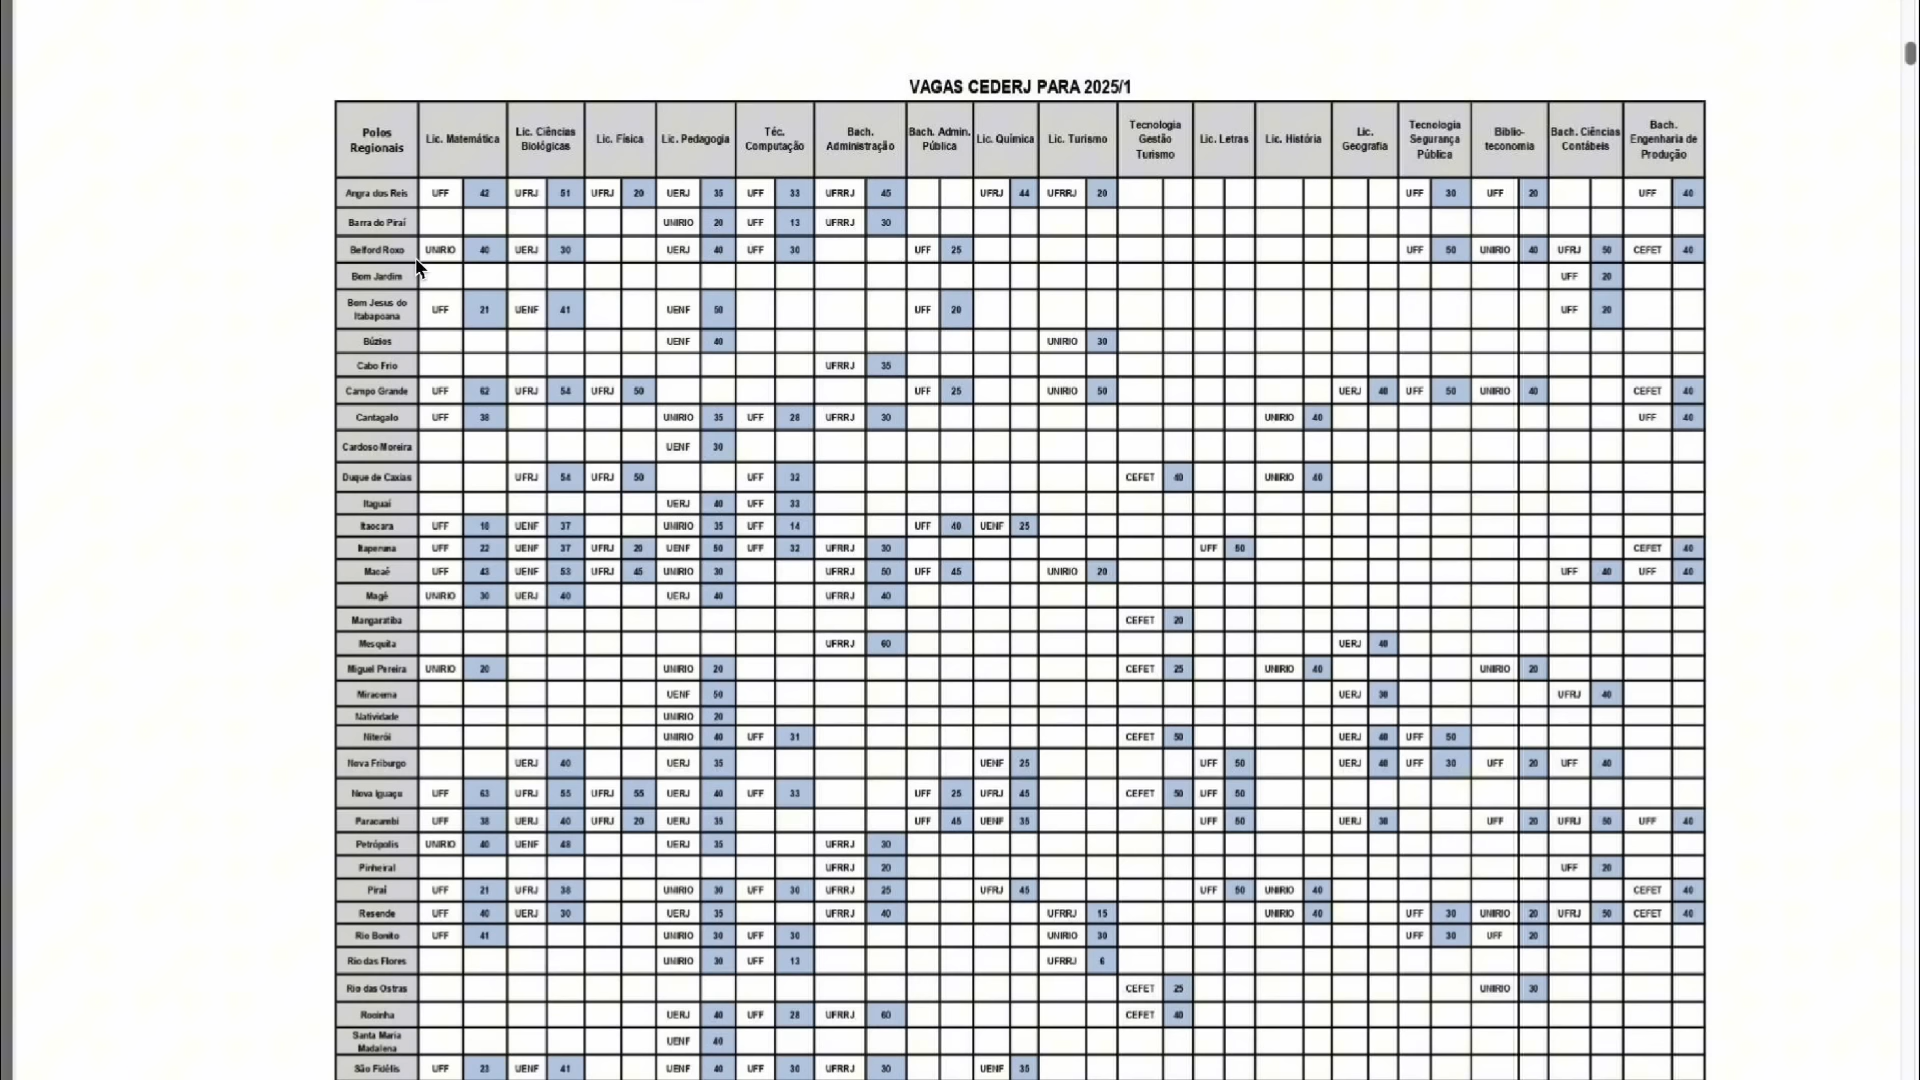 VAGAS CEDERJ PARA 2025/1
Polos Regionais Lic. Matemática Lic. Ciências Biológicas Lic. Física Lic. Pedagogia Téc. Computação Bach. Administração Bach. Admin. Pública Lic. Química Lic. Turismo Tecnologia Gestão Turismo Lic. Letras Lic. História Lic. Geografia Tecnologia Segurança Pública Biblio-teconomia Bach. Ciências Contábeis Bach. Engenharia de Produção
Angra dos Reis UFF 42 UFRJ 51 UFRJ 20 UERJ 35 UFF 33 UFRRJ 45 UFRJ 44 UFRRJ 20 UFF 30 UFF 20 UFF 40
Barra do Piraí UNIRIO 20 UFF 13 UFRRJ 30
Belford Roxo UNIRIO 40 UERJ 30 UERJ 40 UFF 30 UFF 25 UFF 50 UNIRIO 40 UFRJ 50 CEFET 40
Bom Jardim UFF 20
Bom Jesus do Itabapoana UFF 21 UENF 41 UENF 50 UFF 20 UFF 20
Búzios UENF 40 UNIRIO 30
Cabo Frio UFRRJ 35
Campo Grande UFF 62 UFRJ 54 UFRJ 50 UFF 25 UNIRIO 50 UERJ 40 UFF 50 UNIRIO 40 CEFET 40
Cantagalo UFF 38 UNIRIO 35 UFF 28 UFRRJ 30 UNIRIO 40 UFF 40
Cardoso Moreira UENF 30
Duque de Caxias UFRJ 54 UFRJ 50 UFF 32 CEFET 40 UNIRIO 40
Itaguaí UERJ 40 UFF 33
Itaocara UFF UENF 37 UNIRIO 35 UFF 14 UFF 40 UENF 25
Itaperuna UFF 22 UENF 37 UFRJ 20 UENF 50 UFF 32 UFRRJ 30 UFF 50 CEFET 40
Macaé UFF 43 UENF 53 UFRJ 45 UNIRIO 30 UFRRJ 50 UFF 45 UNIRIO 20 UFF 40 UFF 40
Magé UNIRIO 30 UERJ 40 UERJ 40 UFRRJ 40
Mangaratiba CEFET 20
Mesquita UFRRJ 60 UERJ 40
Miguel Pereira UNIRIO 20 UNIRIO 20 CEFET 25 UNIRIO 40 UNIRIO 20
Miracema UENF 50 UERJ 30 UFRJ 40
Natividade UNIRIO 20
Niterói UNIRIO 40 UFF 31 CEFET 50 UERJ 40 UFF 50
Nova Friburgo UERJ 40 UERJ 35 UENF 25 UFF 50 UERJ 40 UFF 30 UFF 20 UFF 40
Nova Iguaçu UFF 63 UFRJ 55 UFRJ 55 UERJ 40 UFF 33 UFF 25 UFRJ 45 CEFET 50 UFF 50
Paracambi UFF 38 UERJ 40 UFRJ 20 UERJ 35 UFF 45 UENF 35 UFF 50 UERJ 30 UFF 20 UFRJ 50 UFF 40
Petrópolis UNIRIO 40 UENF 48 UERJ 35 UFRRJ 30
Pinheiral UFRRJ 20 UFF 20
Piraí UFF 21 UFRJ UNIRIO 30 UFF 30 UFRRJ 25 UFRJ 45 UFF 50 UNIRIO 40 CEFET 40
Resende UFF 40 UERJ 30 UERJ 35 UFRRJ 40 UFRRJ 15 UNIRIO 40 UFF 30 UNIRIO 20 UFRJ 50 CEFET 40
Rio Bonito UFF 41 UNIRIO 30 UFF 30 UNIRIO 30 UFF 30 UFF 20
Rio das Flores UNIRIO 30 UFF 13 UFRRJ 6
Rio das Ostras CEFET 25 UNIRIO 30
Rocinha UERJ 40 UFF 28 UFRRJ 60 CEFET 40
Santa Maria Madalena UENF 40
São Fidélis UFF 23 UENF 41 UENF 40 UFF 30 UFRRJ 30 UENF 35